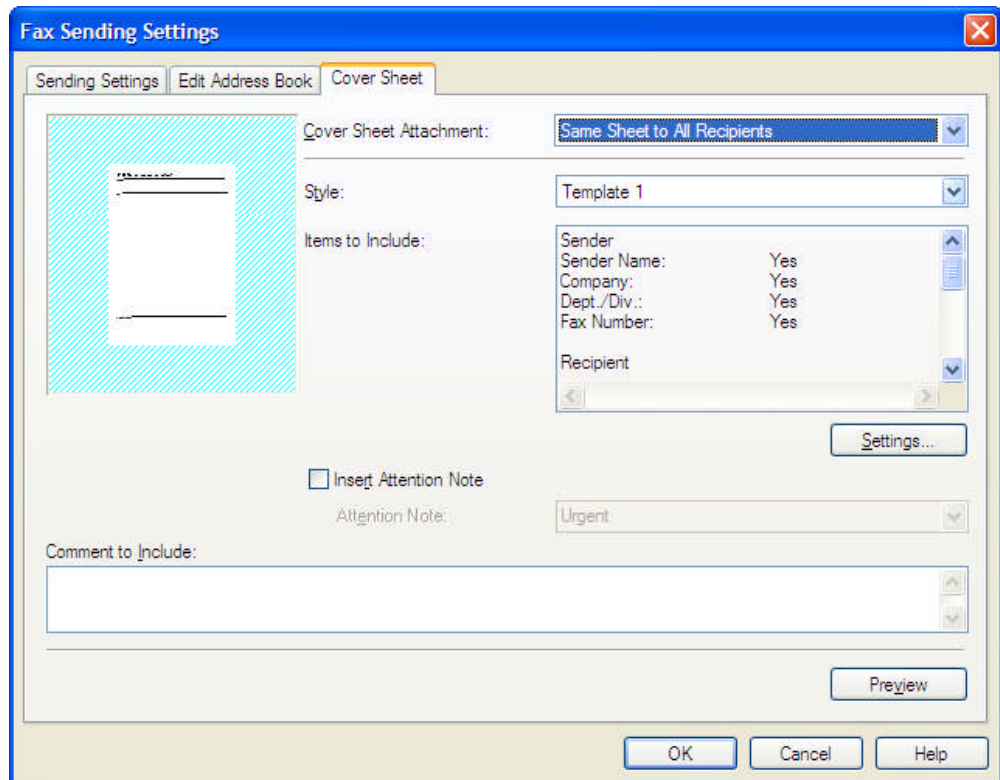 Fax Sending Settings
Sending Settings Edit Address Book Cover Sheet
Cover Sheet Attachment: Same Sheet to All Recipients
Style: Template 1
Items to Include:
Sender
Sender Name: Yes
Company: Yes
Dept./Div.: Yes
Fax Number: Yes
Recipient
Settings...
Insert Attention Note
Attention Note: Urgent
Comment to Include:
Preview
OK Cancel Help